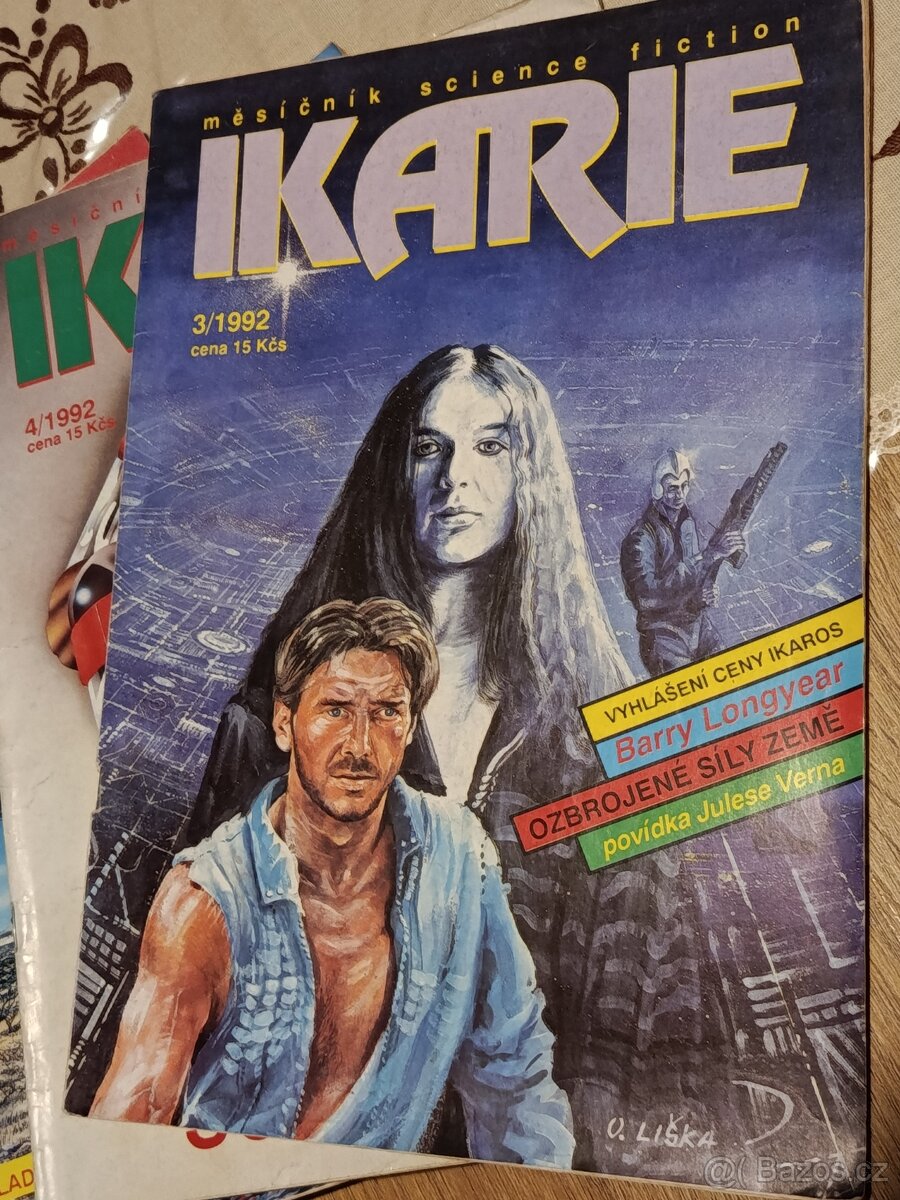 měsíčník science fiction
IKARIE
3/1992
cena 15 Kčs
VYHLÁŠENÍ CENY IKAROS
Barry Longyear
OZBROJENÉ SÍLY ZEMĚ
povídka Julese Verna
O. LIŠKA
měsíční
IK
4/1992
cena 15 Kčs
LAD
@( Bazos.cz